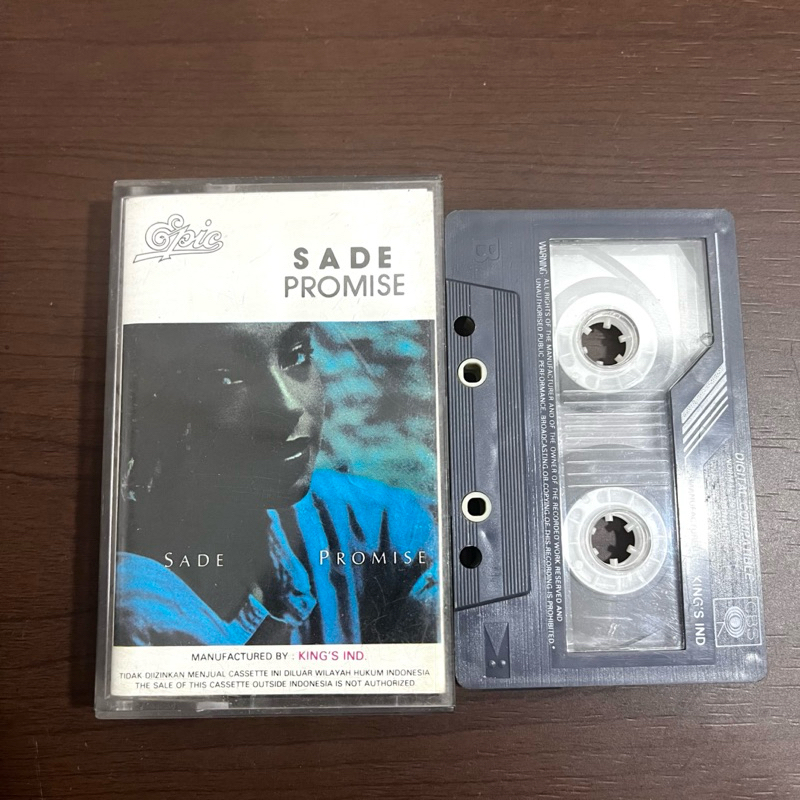 Epic
SADE
PROMISE
SADE PROMISE
MANUFACTURED BY : KING'S IND.
TIDAK DIIZINKAN MENJUAL CASSETTE INI DILUAR WILAYAH HUKUM INDONESIA
THE SALE OF THIS CASSETTE OUTSIDE INDONESIA IS NOT AUTHORIZED.
B
WARNING: ALL RIGHTS OF THE MANUFACTURER AND OF THE OWNER OF THE RECORDED WORK RESERVED AND
UNAUTHORISED PUBLIC PERFORMANCE, BROADCASTING OR COPYING OF THIS RECORDING IS PROHIBITED."
KING'S IND
DIGITAL
CBS